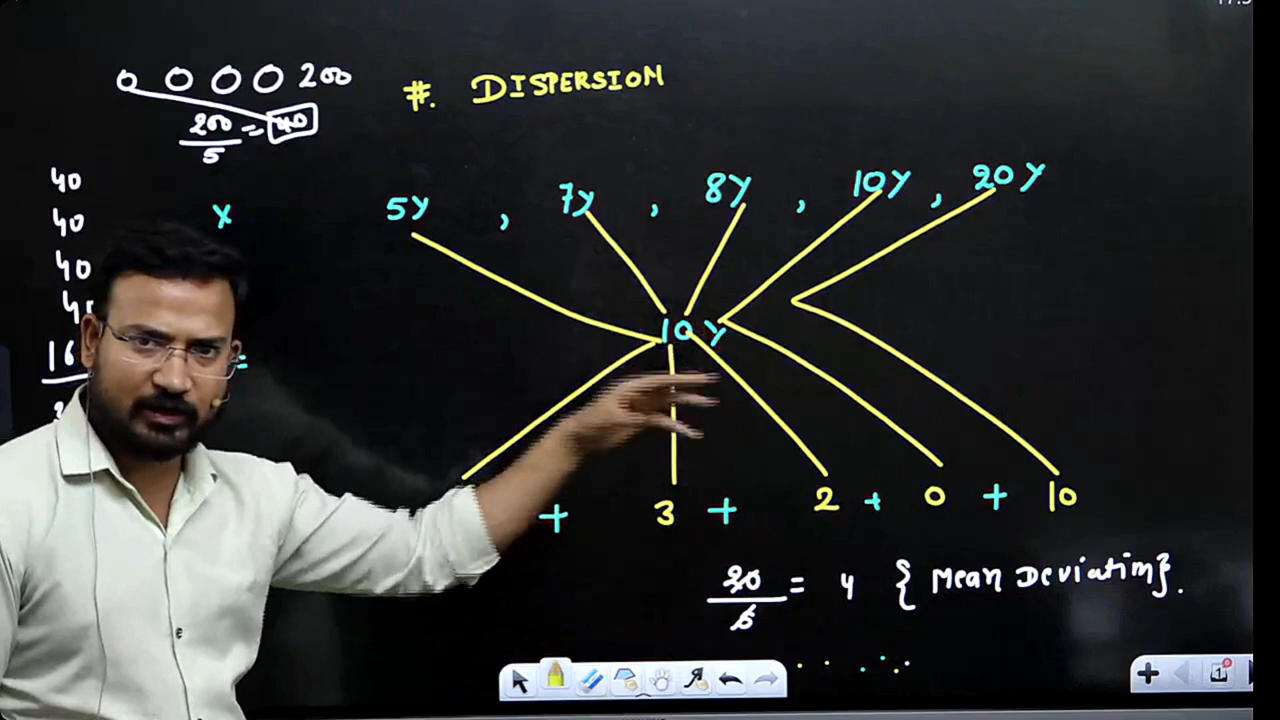 0 0 0 0 200
#. DISPERSION
200/5 = 40
40
40
40
x
5Y , 7Y , 8Y , 10Y , 20Y
10 Y
=
+ 3 + 2 + 0 + 10
20/5 = 4 { Mean Deviation}.